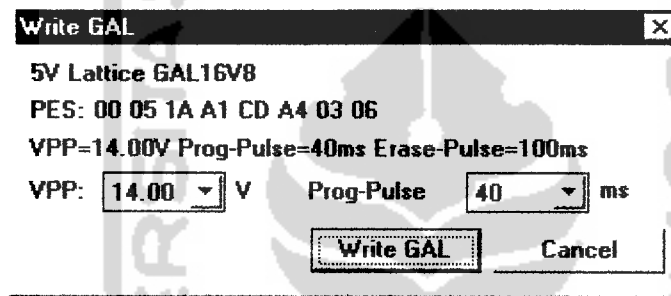 Write GAL
5V Lattice GAL16V8
PES: 00 05 1A A1 CD A4 03 06
VPP=14.00V Prog-Pulse=40ms Erase-Pulse=100ms
VPP: 14.00 V Prog-Pulse 40 ms
Write GAL Cancel